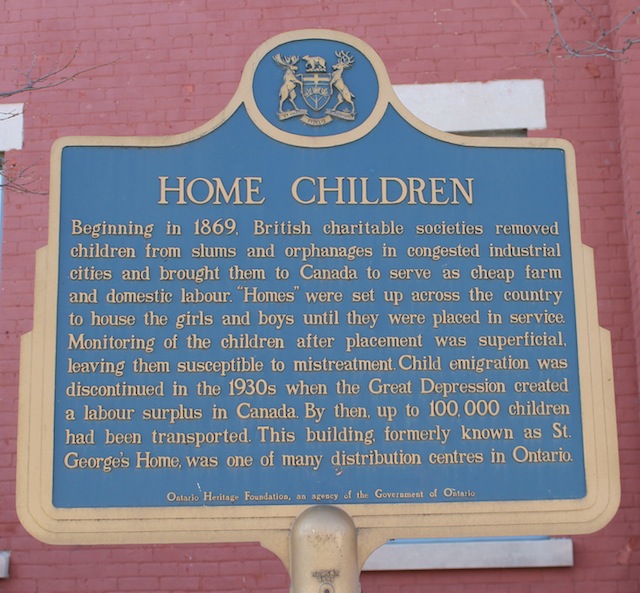 HOME CHILDREN
Beginning in 1869, British charitable societies removed
children from slums and orphanages in congested industrial
cities and brought them to Canada to serve as cheap farm
and domestic labour. "Homes" were set up across the country
to house the girls and boys until they were placed in service.
Monitoring of the children after placement was superficial,
leaving them susceptible to mistreatment. Child emigration was
discontinued in the 1930s when the Great Depression created
a labour surplus in Canada. By then, up to 100,000 children
had been transported. This building, formerly known as St.
George's Home, was one of many distribution centres in Ontario.
Ontario Heritage Foundation, an agency of the Government of Ontario